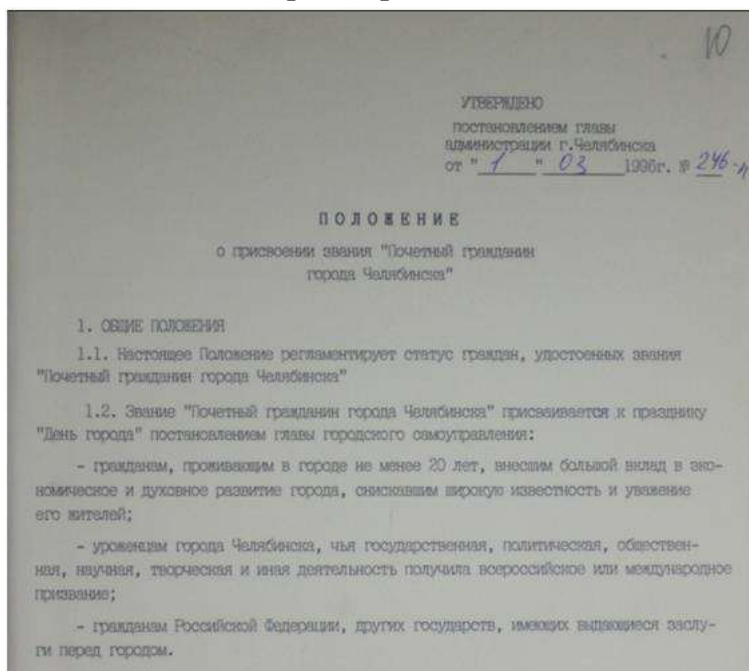 10
УТВЕРЖДЕНО
постановлением главы
администрации г.Челябинска
от " 1 " 03 1996г. № 246-п
ПОЛОЖЕНИЕ
о присвоении звания "Почетный гражданин
города Челябинска"
1. ОБЩИЕ ПОЛОЖЕНИЯ
1.1. Настоящее Положение регламентирует статус граждан, удостоенных звания
"Почетный гражданин города Челябинска"
1.2. Звание "Почетный гражданин города Челябинска" присваивается к празднику
"День города" постановлением главы городского самоуправления:
- гражданам, проживающим в городе не менее 20 лет, внесшим большой вклад в эко-
номическое и духовное развитие города, снискавшим широкую известность и уважение
его жителей;
- уроженцам города Челябинска, чья государственная, политическая, обществен-
ная, научная, творческая и иная деятельность получила всероссийское или международное
признание;
- гражданам Российской Федерации, других государств, имеющих выдающиеся заслу-
ги перед городом.